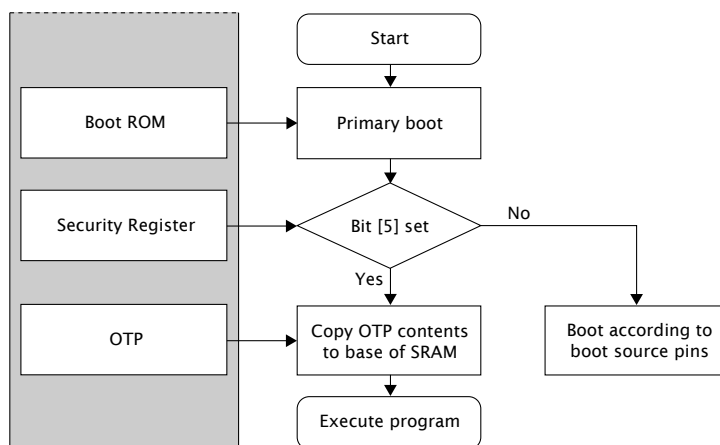 Start
Boot ROM
Primary boot
Security Register
Bit [5] set
No
Yes
OTP
Copy OTP contents
to base of SRAM
Boot according to
boot source pins
Execute program